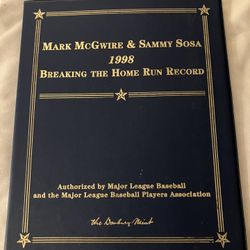 MARK MCGWIRE & SAMMY SOSA
1998
BREAKING THE HOME RUN RECORD
Authorized by Major League Baseball
and the Major League Baseball Players Association
The Danbury Mint